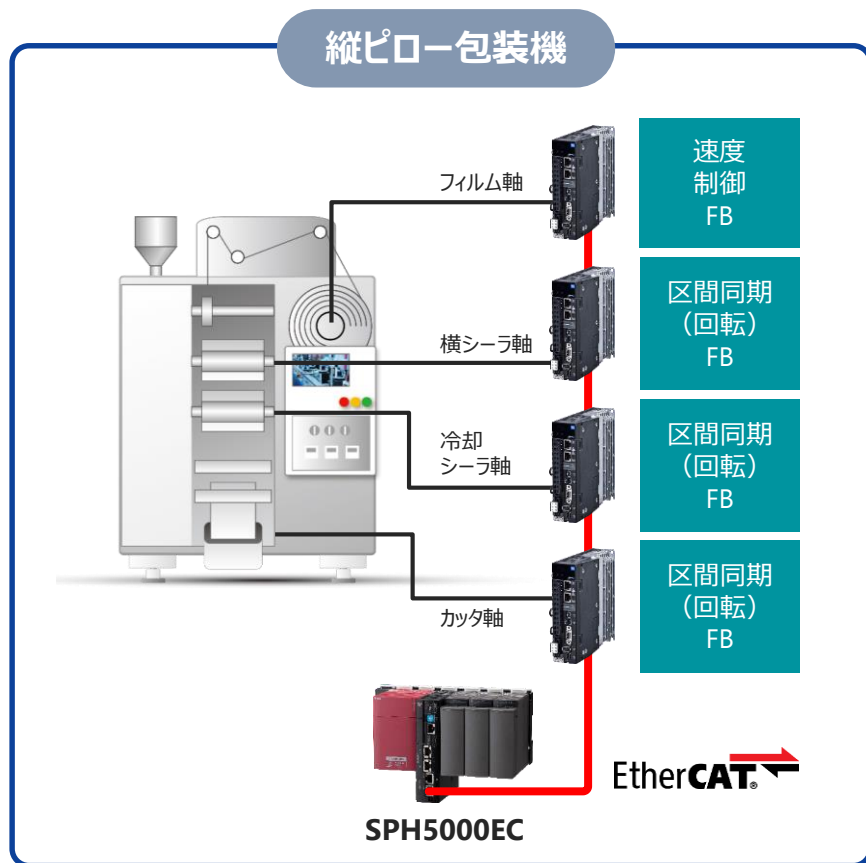 縦ピロー包装機
フィルム軸
速度
制御
FB
横シーラ軸
区間同期
（回転）
FB
冷却
シーラ軸
区間同期
（回転）
FB
カッタ軸
区間同期
（回転）
FB
EtherCAT®
SPH5000EC